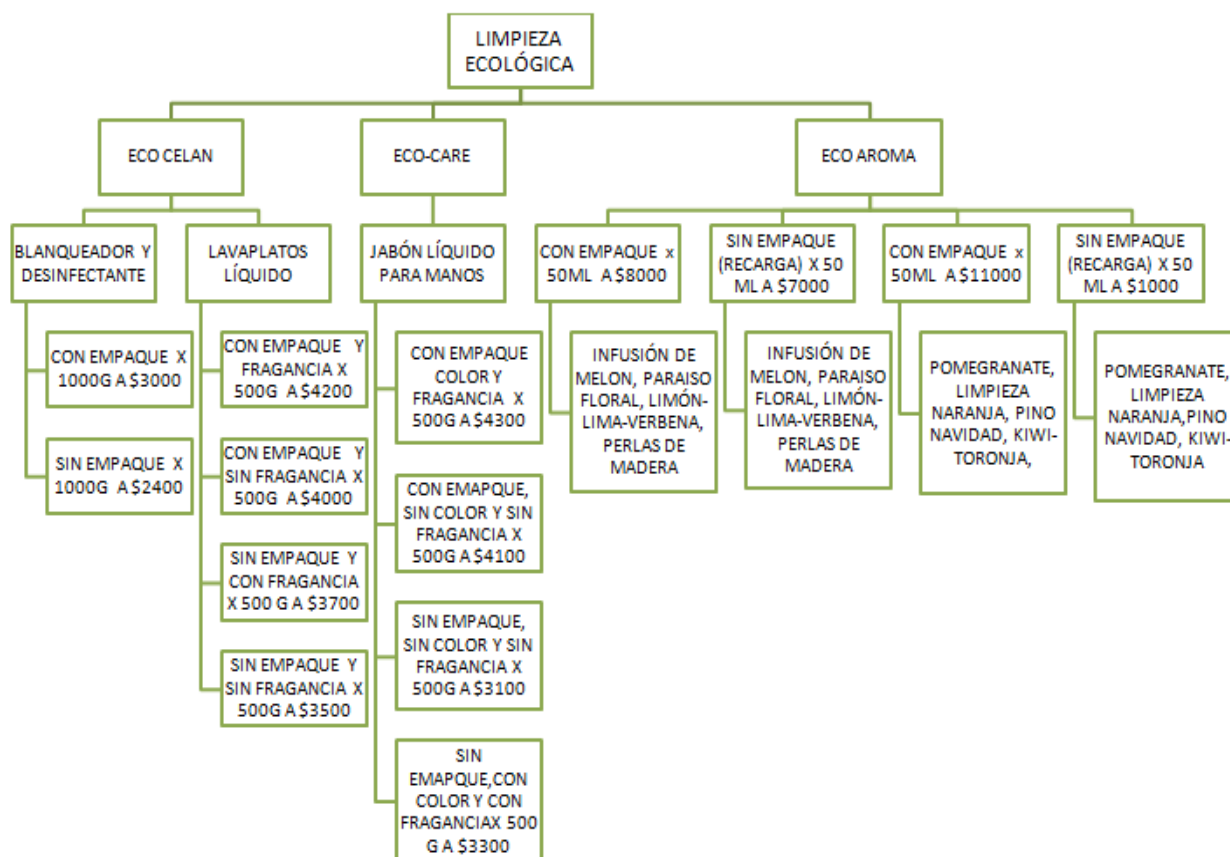 LIMPIEZA
ECOLÓGICA
ECO CELAN
ECO-CARE
ECO AROMA
BLANQUEADOR Y
DESINFECTANTE
LAVAPLATOS
LÍQUIDO
JABÓN LÍQUIDO
PARA MANOS
CON EMPAQUE x
50ML A $8000
SIN EMPAQUE
(RECARGA) X 50
ML A $7000
CON EMPAQUE x
50ML A $11000
SIN EMPAQUE
(RECARGA) X 50
ML A $1000
CON EMPAQUE X
1000G A $3000
SIN EMPAQUE X
1000G A $2400
CON EMPAQUE Y
FRAGANCIA X
500G A $4200
CON EMPAQUE Y
SIN FRAGANCIA X
500G A $4000
SIN EMPAQUE Y
CON FRAGANCIA
X 500 G A $3700
SIN EMPAQUE Y
SIN FRAGANCIA X
500G A $3500
CON EMPAQUE
COLOR Y
FRAGANCIA X
500G A $4300
CON EMAPQUE,
SIN COLOR Y SIN
FRAGANCIA X
500G A $4100
SIN EMPAQUE,
SIN COLOR Y SIN
FRAGANCIA X
500G A $3100
SIN
EMAPQUE,CON
COLOR Y CON
FRAGANCIAX 500
G A $3300
INFUSIÓN DE
MELON, PARAISO
FLORAL, LIMÓN-
LIMA-VERBENA,
PERLAS DE
MADERA
INFUSIÓN DE
MELON, PARAISO
FLORAL, LIMÓN-
LIMA-VERBENA,
PERLAS DE
MADERA
POMEGRANATE,
LIMPIEZA
NARANJA, PINO
NAVIDAD, KIWI-
TORONJA,
POMEGRANATE,
LIMPIEZA
NARANJA,PINO
NAVIDAD, KIWI-
TORONJA